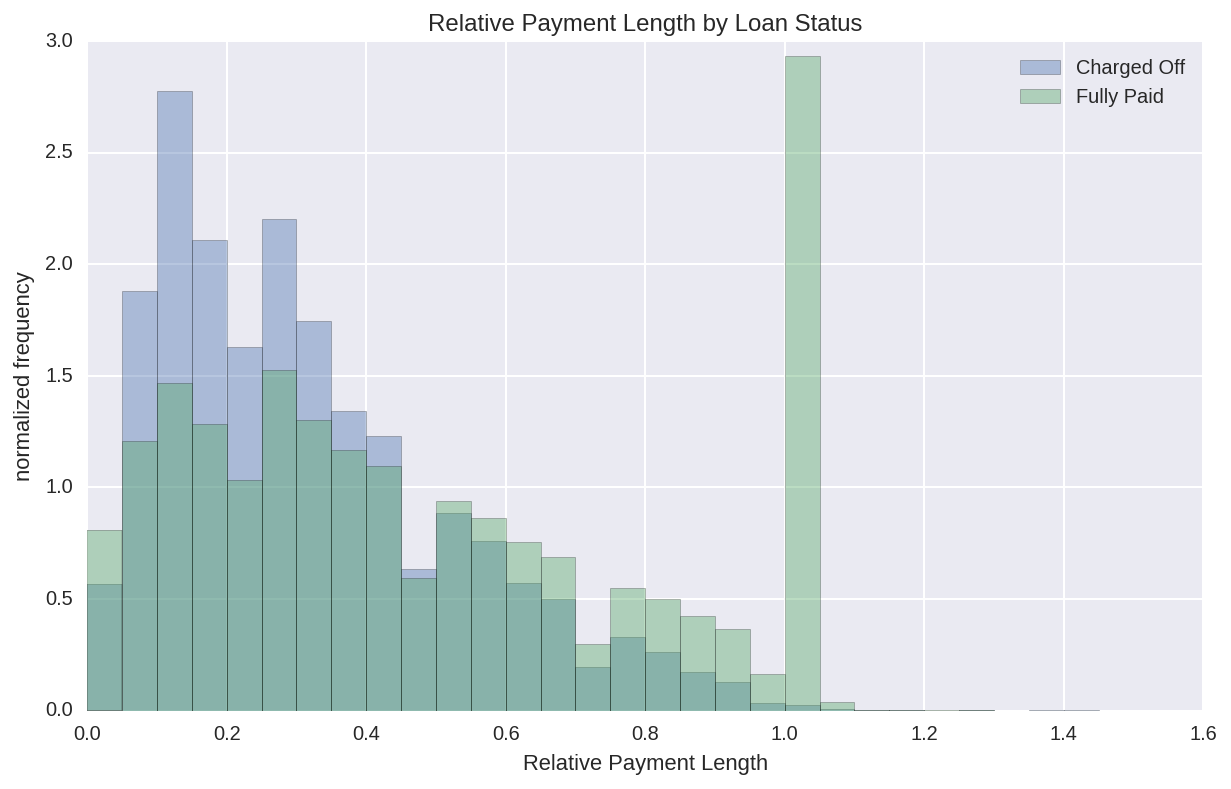 Relative Payment Length by Loan Status
Charged Off
Fully Paid
normalized frequency
3.0
2.5
2.0
1.5
1.0
0.5
0.0
0.0 0.2 0.4 0.6 0.8 1.0 1.2 1.4 1.6
Relative Payment Length